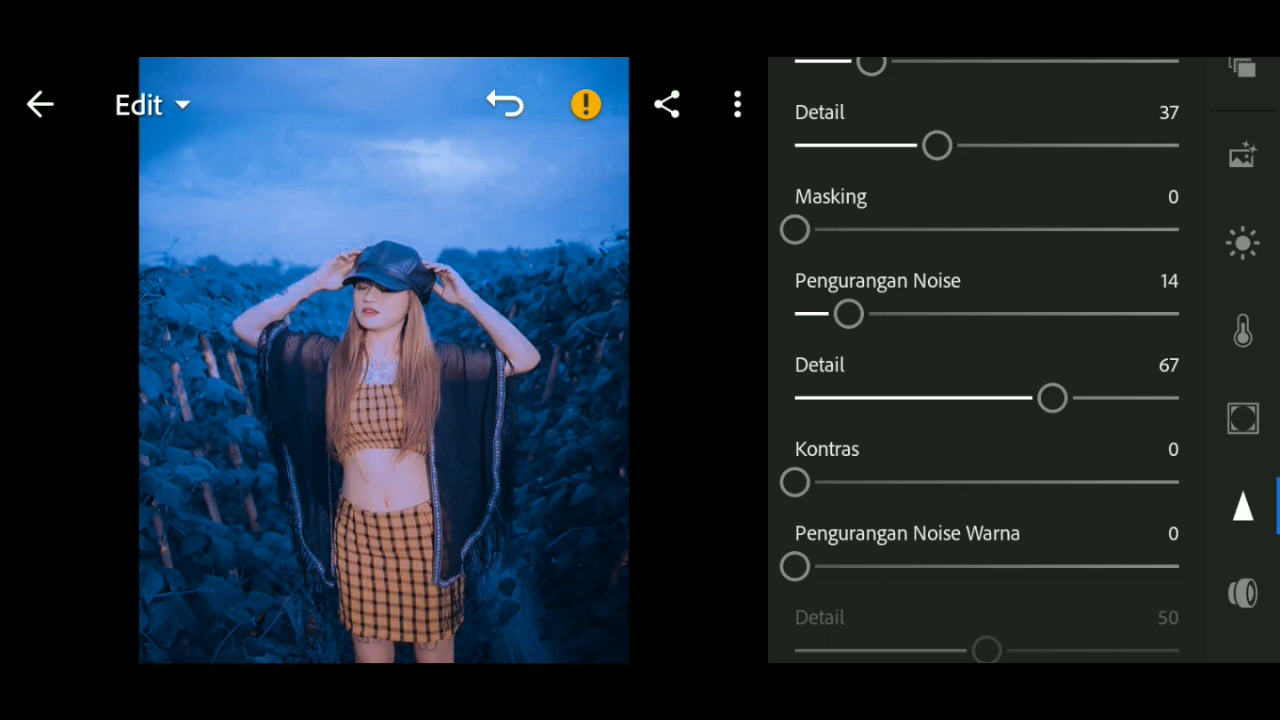 Edit
Detail 37
Masking 0
Pengurangan Noise 14
Detail 67
Kontras 0
Pengurangan Noise Warna 0
Detail 50